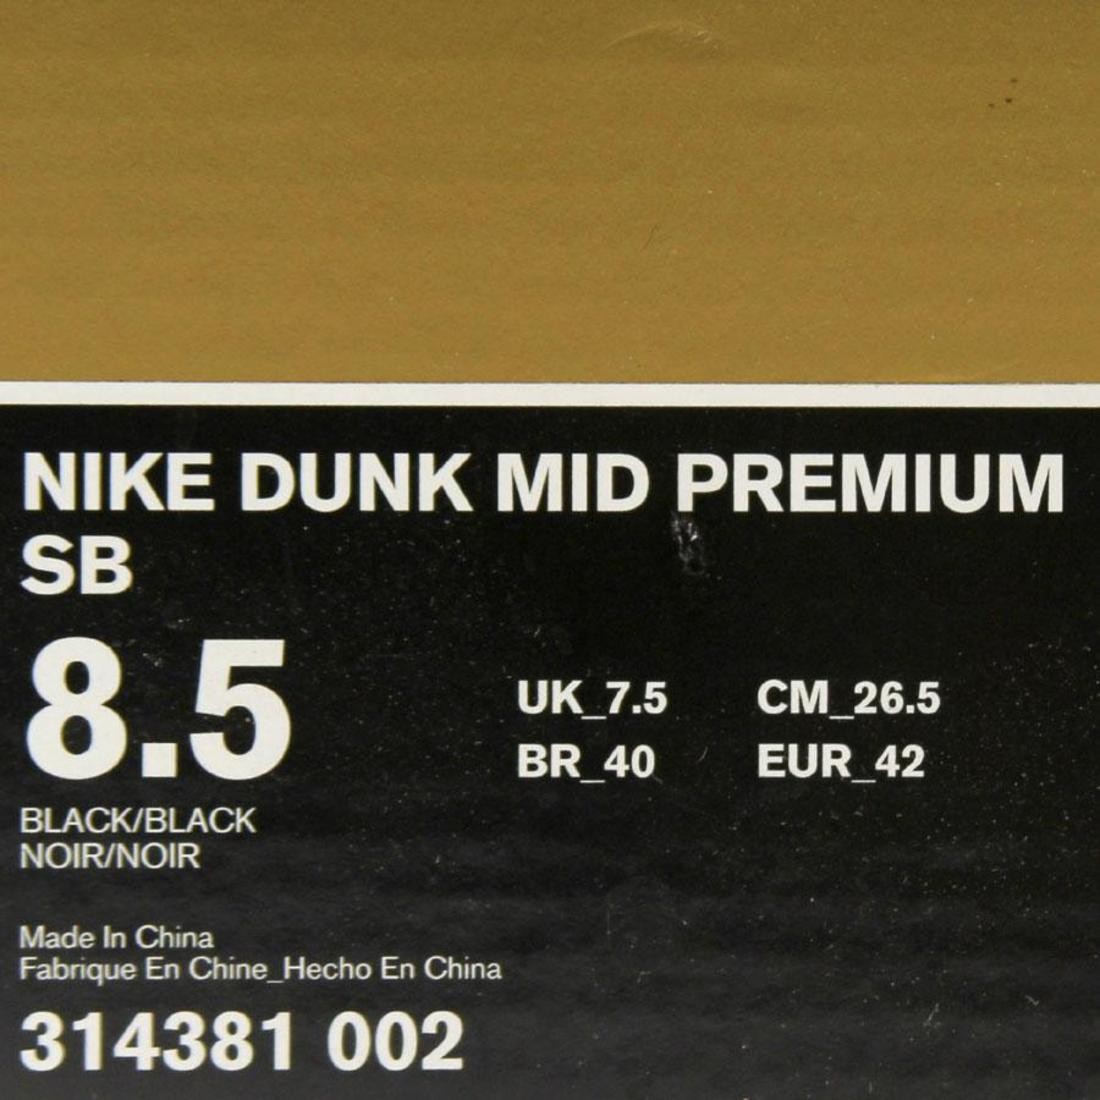 NIKE DUNK MID PREMIUM
SB
8.5
UK_7.5 CM_26.5
BR_40 EUR_42
BLACK/BLACK
NOIR/NOIR
Made In China
Fabrique En Chine_Hecho En China
314381 002